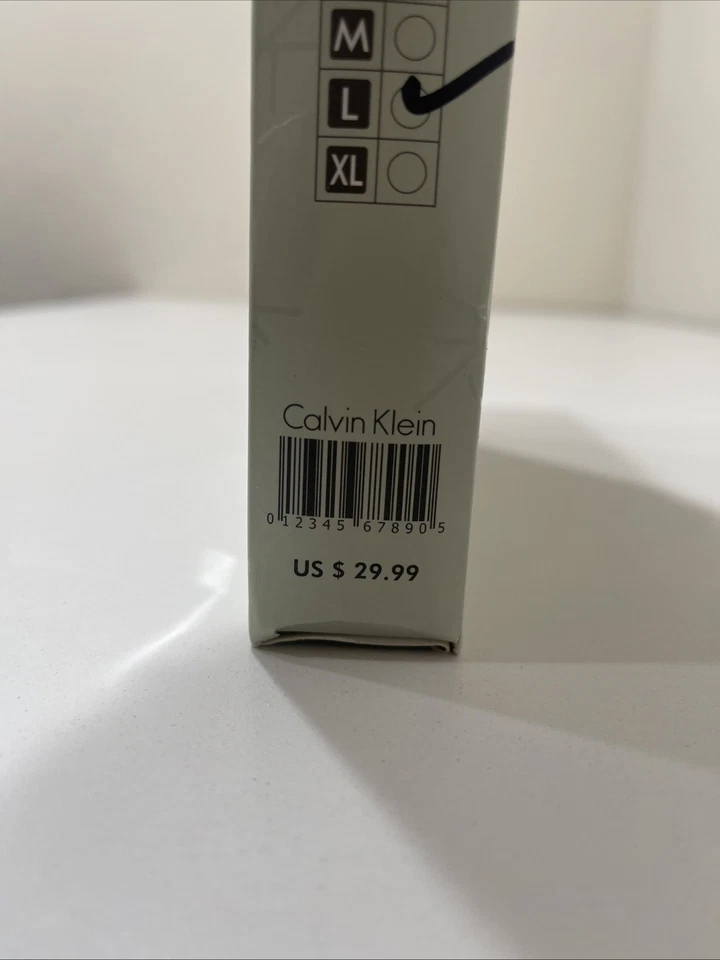 M
L
XL
Calvin Klein
0 12345 67890 5
US $ 29.99